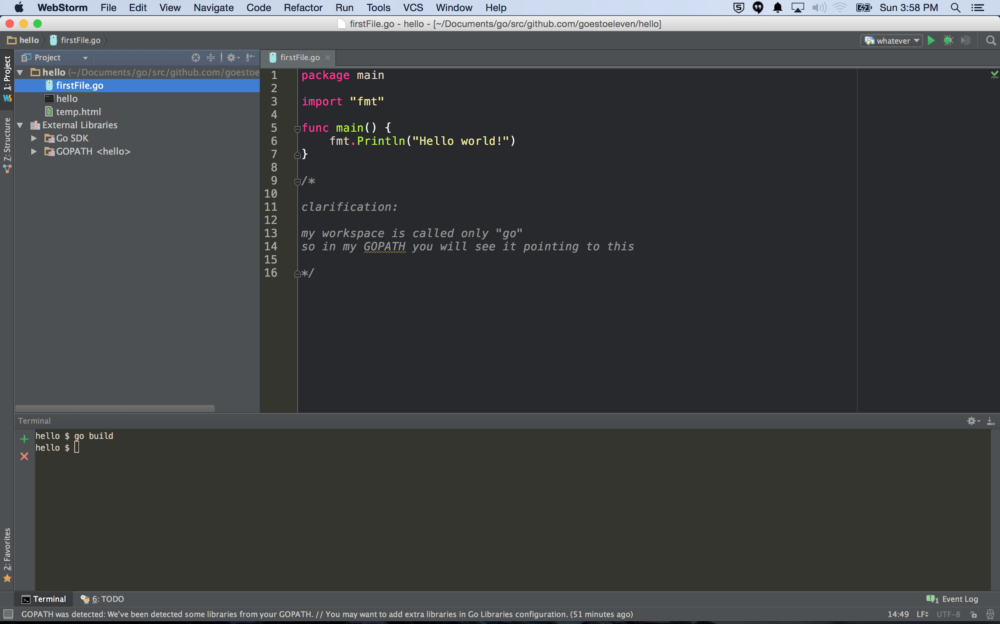 WebStorm File Edit View Navigate Code Refactor Run Tools VCS Window Help Sun 3:58 PM
firstFile.go - hello - [~/Documents/go/src/github.com/goestoeleven/hello]
hello firstFile.go whatever
1: Project
7: Structure
2: Favorites
Project
hello (~/Documents/go/src/github.com/goestoe
firstFile.go
hello
temp.html
External Libraries
Go SDK
GOPATH <hello>
firstFile.go
1 package main
2
3 import "fmt"
4
5 func main() {
6 fmt.Println("Hello world!")
7 }
8
9 /*
10
11 clarification:
12
13 my workspace is called only "go"
14 so in my GOPATH you will see it pointing to this
15
16 */
Terminal
hello $ go build
hello $
Terminal 6: TODO 1 Event Log
GOPATH was detected: We've been detected some libraries from your GOPATH. // You may want to add extra libraries in Go Libraries configuration. (51 minutes ago) 14:49 LF UTF-8